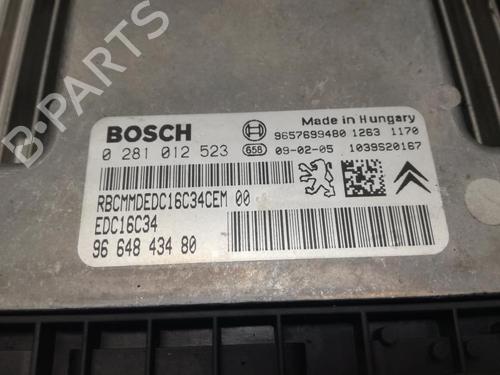 B-PARTS
BOSCH
Made in Hungary
9657699480 1263 1170
0 281 012 523 658 09-02-05 1039S20167
RBCMMDEDC16C34CEM 00
EDC16C34
96 648 434 80